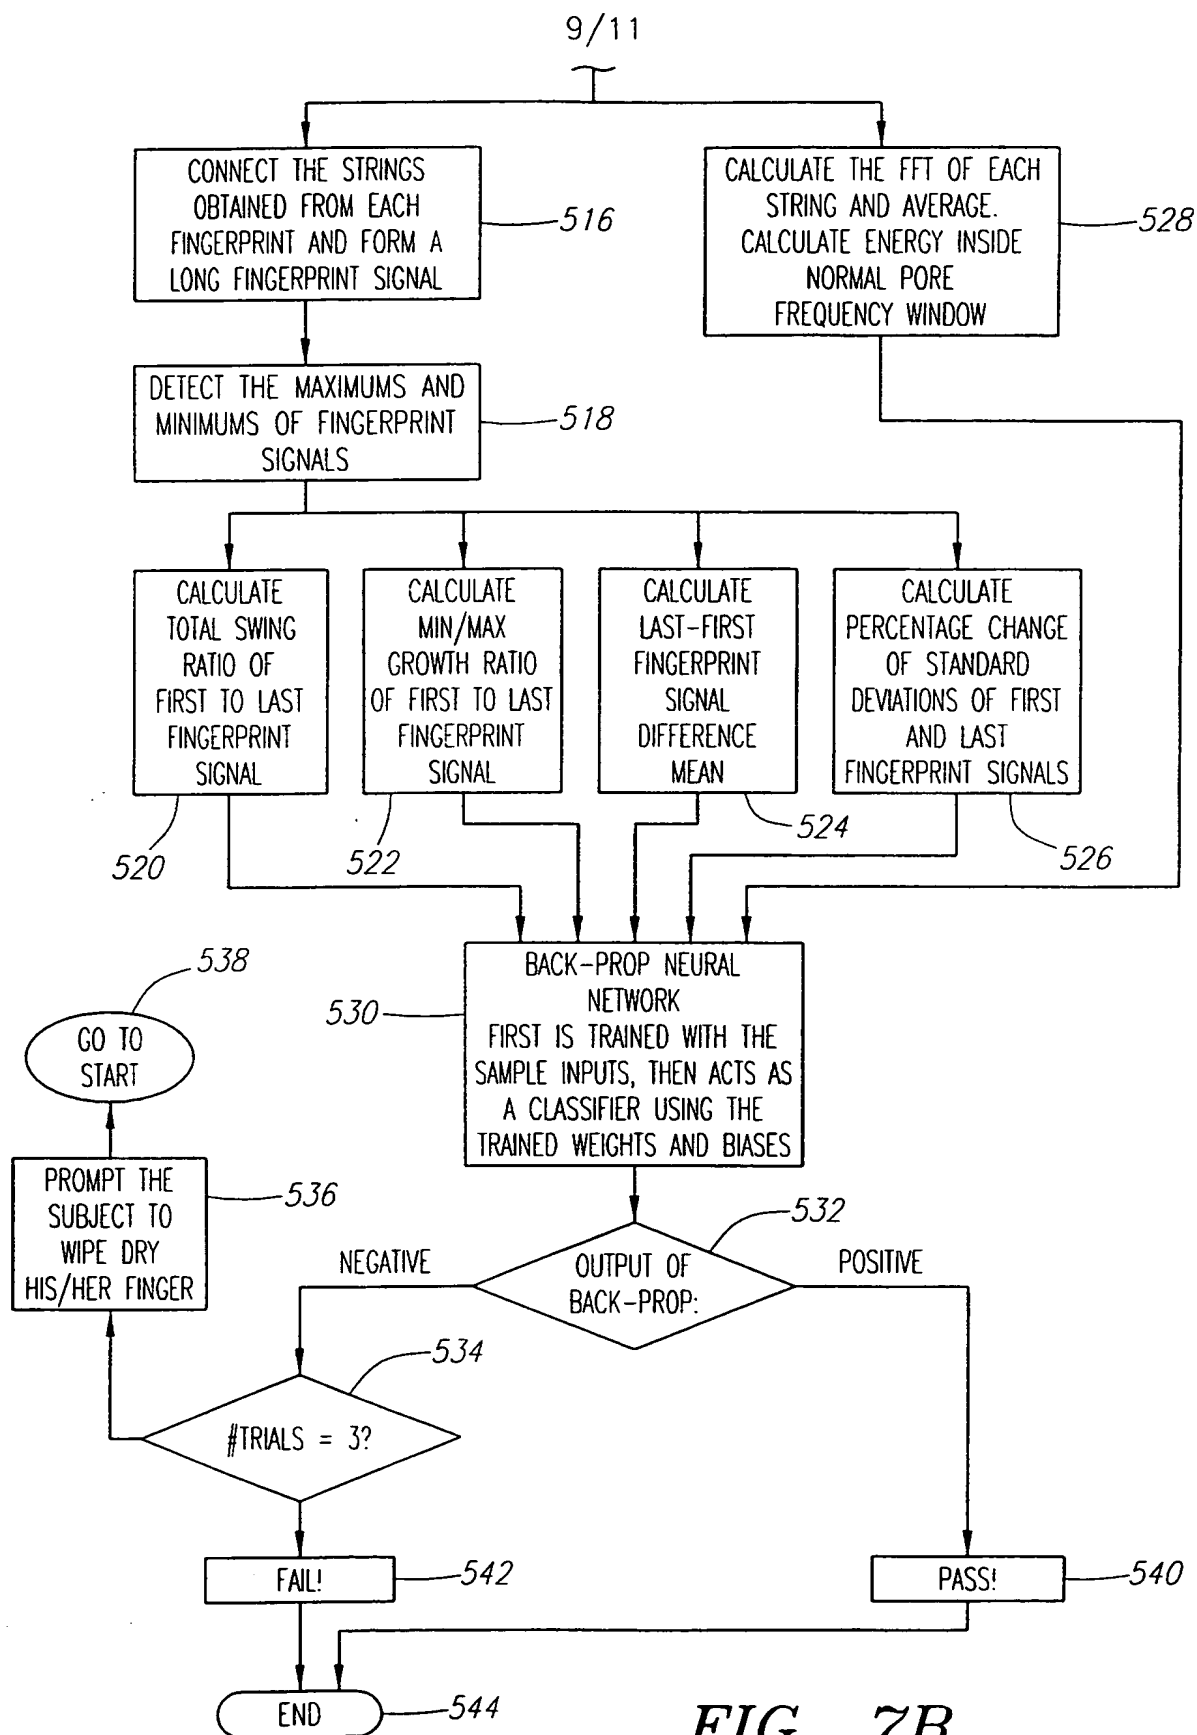 9/11
CONNECT THE STRINGS
OBTAINED FROM EACH
FINGERPRINT AND FORM A
LONG FINGERPRINT SIGNAL
516
CALCULATE THE FFT OF EACH
STRING AND AVERAGE.
CALCULATE ENERGY INSIDE
NORMAL PORE
FREQUENCY WINDOW
528
DETECT THE MAXIMUMS AND
MINIMUMS OF FINGERPRINT
SIGNALS
518
CALCULATE
TOTAL SWING
RATIO OF
FIRST TO LAST
FINGERPRINT
SIGNAL
520
CALCULATE
MIN/MAX
GROWTH RATIO
OF FIRST TO LAST
FINGERPRINT
SIGNAL
522
CALCULATE
LAST-FIRST
FINGERPRINT
SIGNAL
DIFFERENCE
MEAN
524
CALCULATE
PERCENTAGE CHANGE
OF STANDARD
DEVIATIONS OF FIRST
AND LAST
FINGERPRINT SIGNALS
526
BACK-PROP NEURAL
NETWORK
FIRST IS TRAINED WITH THE
SAMPLE INPUTS, THEN ACTS AS
A CLASSIFIER USING THE
TRAINED WEIGHTS AND BIASES
530
538
GO TO
START
PROMPT THE
SUBJECT TO
WIPE DRY
HIS/HER FINGER
536
532
OUTPUT OF
BACK-PROP:
NEGATIVE
POSITIVE
534
#TRIALS = 3?
FAIL!
542
PASS!
540
END
544
FIG. 7B